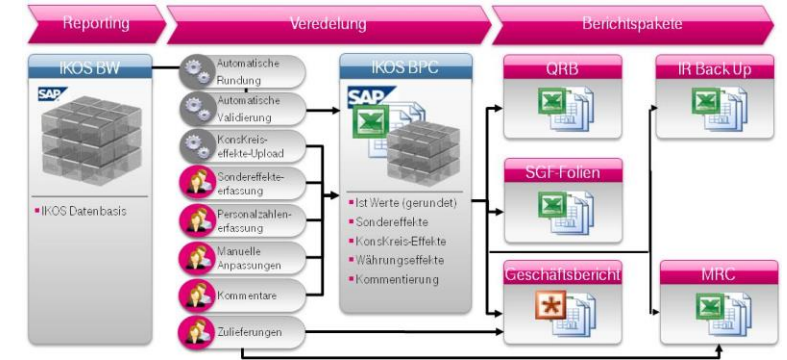 Reporting
Veredelung
Berichtspakete
IKOS BW
SAP
IKOS Datenbasis
Automatische
Rundung
Automatische
Validierung
KonsKreis-
effekte-Upload
Sondereffekte-
erfassung
Personalzahlen-
erfassung
Manuelle
Anpassungen
Kommentare
Zulieferungen
IKOS BPC
SAP
Ist Werte (gerundet)
Sondereffekte
KonsKreis-Effekte
Währungseffekte
Kommentierung
QRB
IR Back Up
SGF-Folien
Geschäftsbericht
MRC